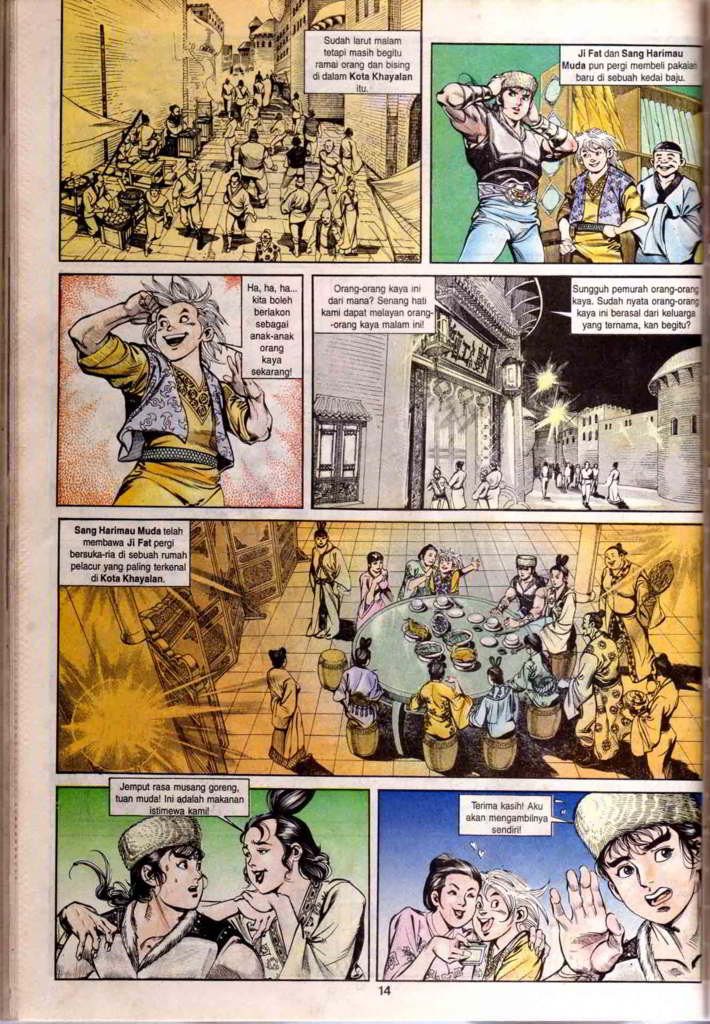 Sudah larut malam
tetapi masih begitu
ramai orang dan bising
di dalam Kota Khayalan
itu.
Ji Fat dan Sang Harimau
Muda pun pergi membeli pakaian
baru di sebuah kedai baju.
Ha, ha, ha...
kita boleh
berlakon
sebagai
anak-anak
orang
kaya
sekarang!
Orang-orang kaya ini
dari mana? Senang hati
kami dapat melayan orang-
-orang kaya malam ini!
Sungguh pemurah orang-orang
kaya. Sudah nyata orang-orang
kaya ini berasal dari keluarga
yang ternama, kan begitu?
Sang Harimau Muda telah
membawa Ji Fat pergi
bersuka-ria di sebuah rumah
pelacur yang paling terkenal
di Kota Khayalan.
Jemput rasa musang goreng,
tuan muda! Ini adalah makanan
istimewa kami!
Terima kasih! Aku
akan mengambilnya
sendiri!
14